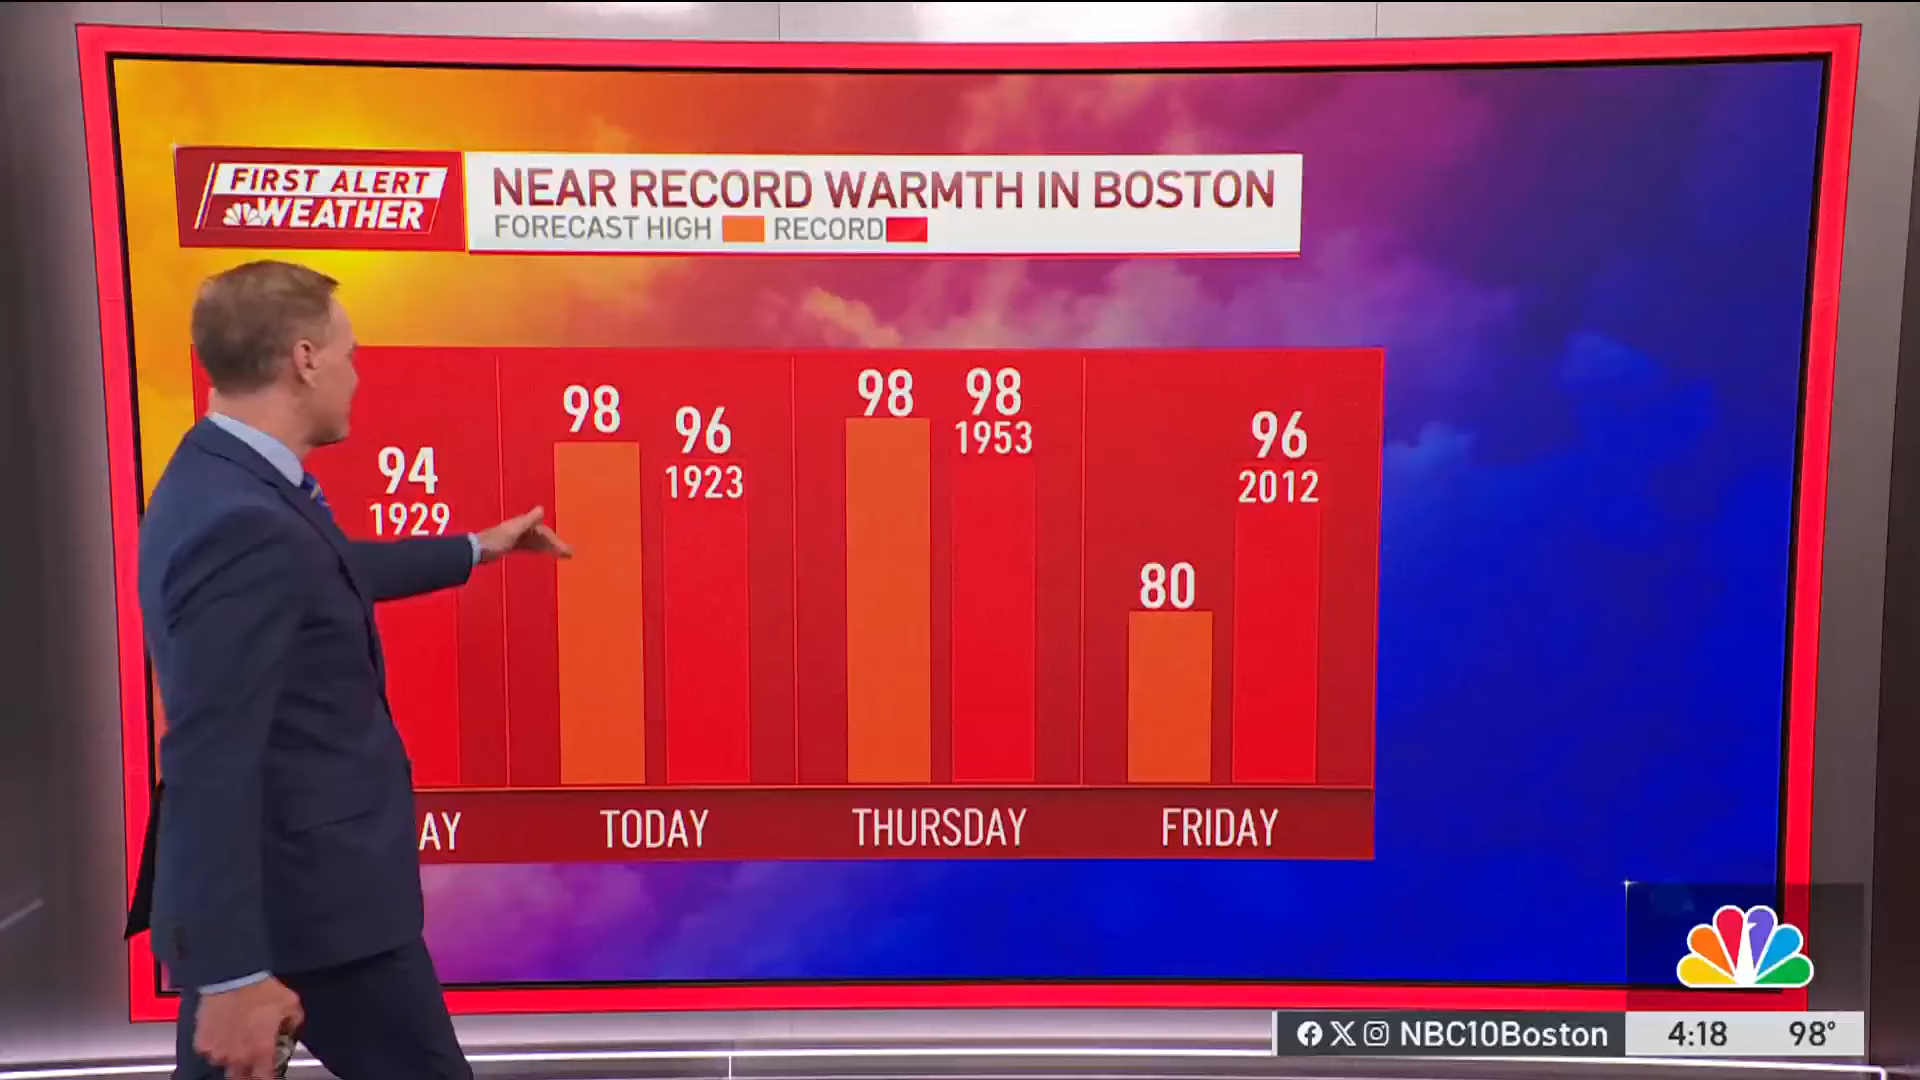 FIRST ALERT
WEATHER
NEAR RECORD WARMTH IN BOSTON
FORECAST HIGH RECORD
94
1929
98
96
1923
98
98
1953
80
96
2012
AY
TODAY
THURSDAY
FRIDAY
NBC10Boston
4:18 98°